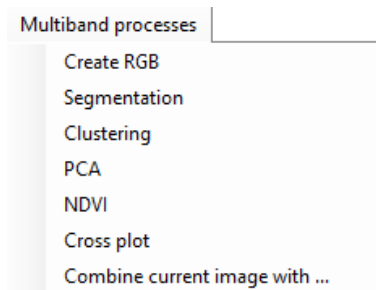 Multiband processes
Create RGB
Segmentation
Clustering
PCA
NDVI
Cross plot
Combine current image with ...